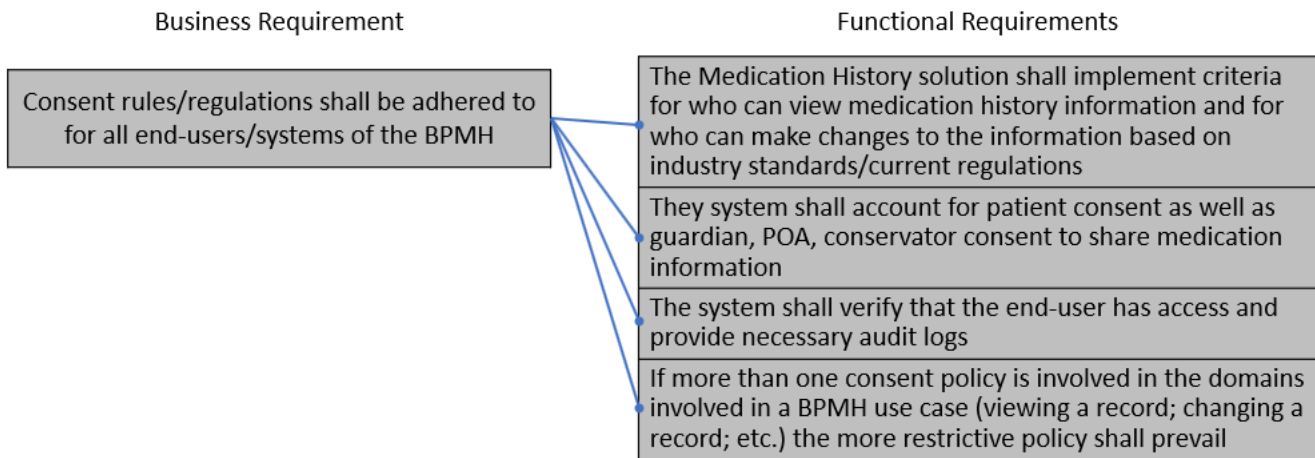 Business Requirement
Functional Requirements
Consent rules/regulations shall be adhered to
for all end-users/systems of the BPMH
The Medication History solution shall implement criteria
for who can view medication history information and for
who can make changes to the information based on
industry standards/current regulations
They system shall account for patient consent as well as
guardian, POA, conservator consent to share medication
information
The system shall verify that the end-user has access and
provide necessary audit logs
If more than one consent policy is involved in the domains
involved in a BPMH use case (viewing a record; changing a
record; etc.) the more restrictive policy shall prevail